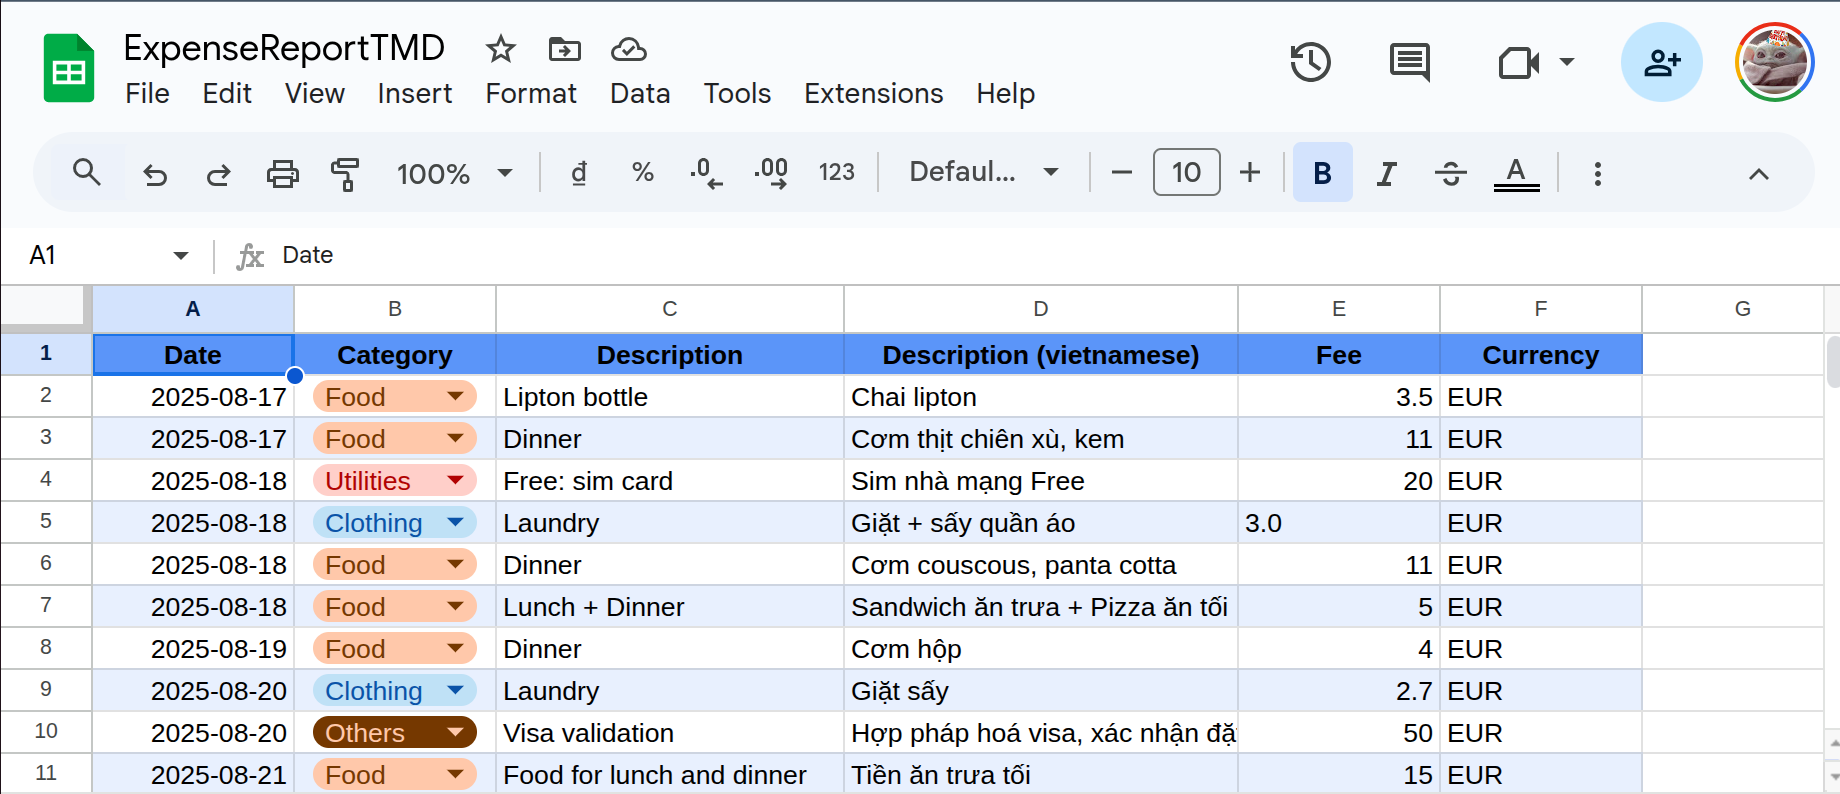 ExpenseReportTMD
File Edit View Insert Format Data Tools Extensions Help
100% đ % .0 .00 123 Defaul... 10 B I S A
A1 fx Date
A B C D E F G
1 Date Category Description Description (vietnamese) Fee Currency
2 2025-08-17 Food Lipton bottle Chai lipton 3.5 EUR
3 2025-08-17 Food Dinner Cơm thịt chiên xù, kem 11 EUR
4 2025-08-18 Utilities Free: sim card Sim nhà mạng Free 20 EUR
5 2025-08-18 Clothing Laundry Giặt + sấy quần áo 3.0 EUR
6 2025-08-18 Food Dinner Cơm couscous, panta cotta 11 EUR
7 2025-08-18 Food Lunch + Dinner Sandwich ăn trưa + Pizza ăn tối 5 EUR
8 2025-08-19 Food Dinner Cơm hộp 4 EUR
9 2025-08-20 Clothing Laundry Giặt sấy 2.7 EUR
10 2025-08-20 Others Visa validation Hợp pháp hoá visa, xác nhận 50 EUR
11 2025-08-21 Food Food for lunch and dinner Tiền ăn trưa tối 15 EUR